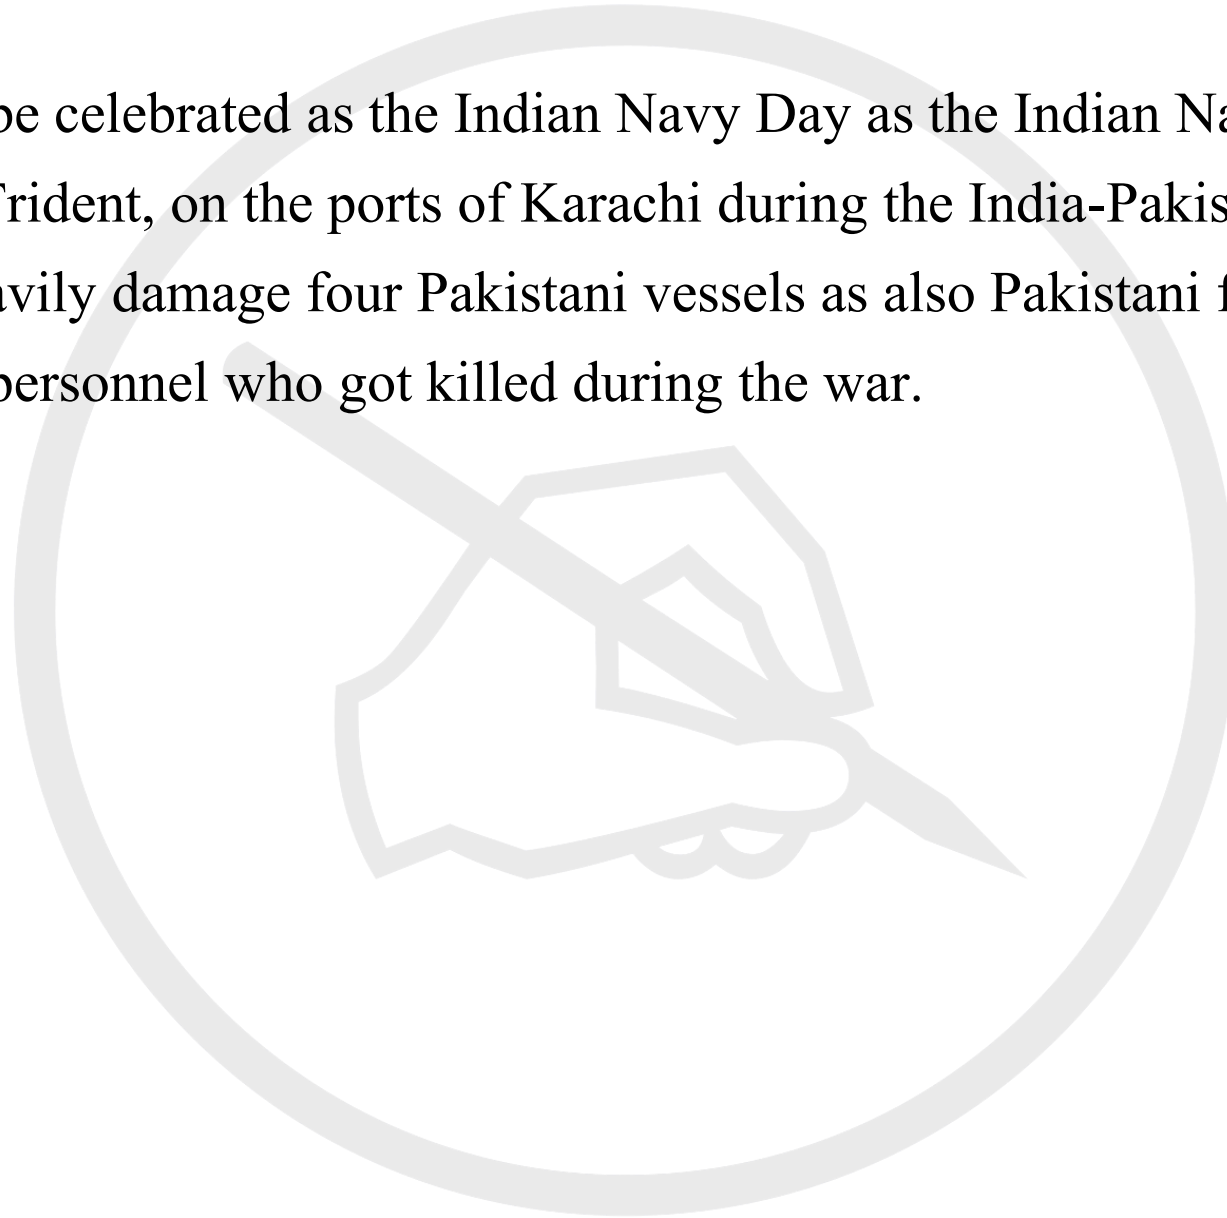 be celebrated as the Indian Navy Day as the Indian Na
Trident, on the ports of Karachi during the India-Pakis
avily damage four Pakistani vessels as also Pakistani f
personnel who got killed during the war.